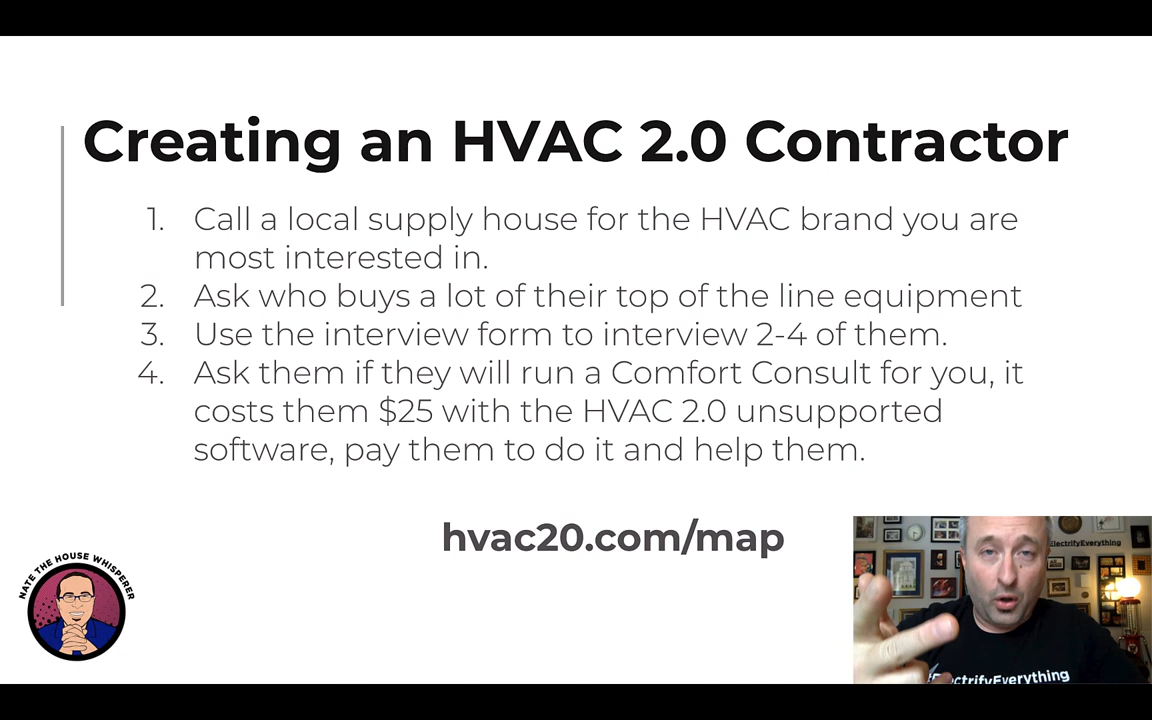 Creating an HVAC 2.0 Contractor
1. Call a local supply house for the HVAC brand you are
most interested in.
2. Ask who buys a lot of their top of the line equipment
3. Use the interview form to interview 2-4 of them.
4. Ask them if they will run a Comfort Consult for you, it
costs them $25 with the HVAC 2.0 unsupported
software, pay them to do it and help them.
hvac20.com/map
NATE THE HOUSE WHISPERER
ElectrifyEverything
#ElectrifyEverything